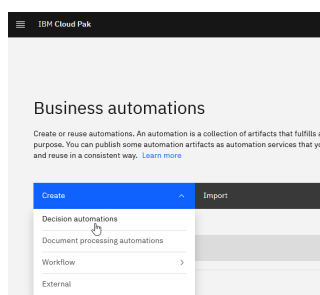 IBM Cloud Pak
Business automations
Create or reuse automations. An automation is a collection of artifacts that fulfills
purpose. You can publish some automation artifacts as automation services that
and reuse in a consistent way. Learn more
Create
Import
Decision automations
Document processing automations
Workflow
External